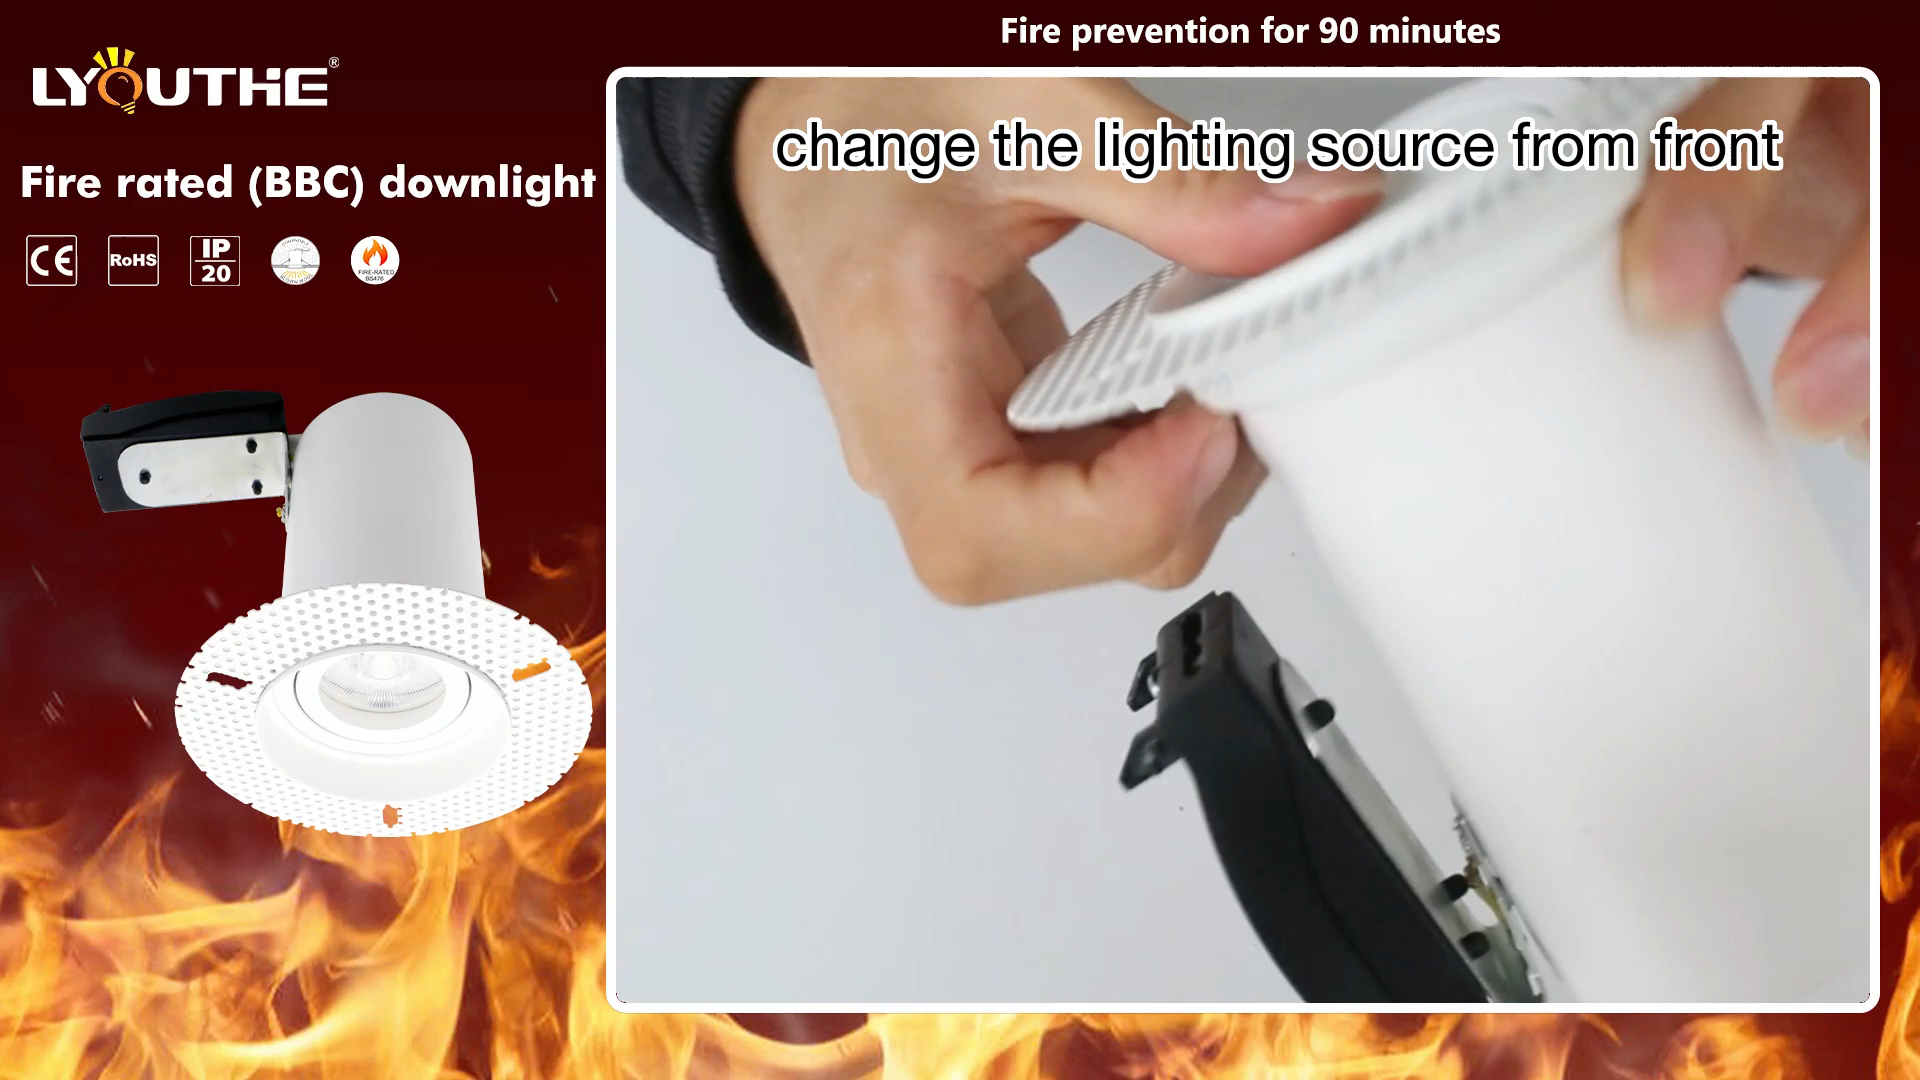 Fire prevention for 90 minutes
LYOUTHE®
change the lighting source from front
Fire rated (BBC) downlight
CE
RoHS
IP
20
FIRE-RATED
BS476